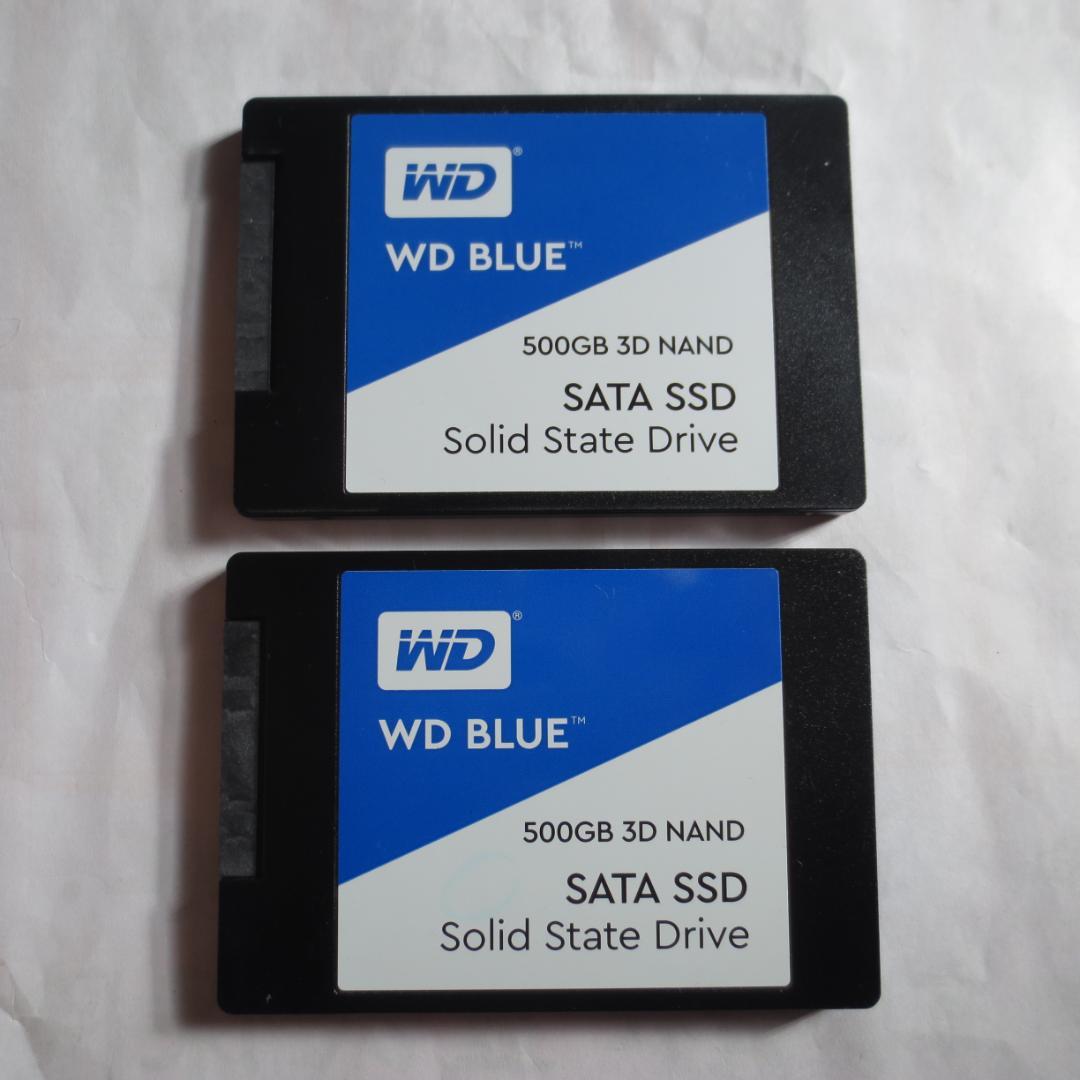 WD®
WD BLUE™
500GB 3D NAND
SATA SSD
Solid State Drive
WD®
WD BLUE™
500GB 3D NAND
SATA SSD
Solid State Drive